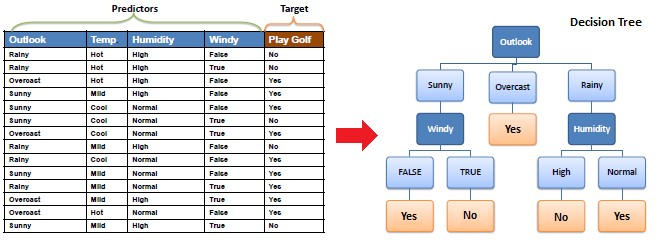 Predictors Target
Outlook Temp Humidity Windy Play Golf
Rainy Hot High False No
Rainy Hot High True No
Overoast Hot High False Yes
Sunny Mild High False Yes
Sunny Cool Normal False Yes
Sunny Cool Normal True No
Overoast Cool Normal True Yes
Rainy Mild High False No
Rainy Cool Normal False Yes
Sunny Mild Normal False Yes
Rainy Mild Normal True Yes
Overoast Mild High True Yes
Overoast Hot Normal False Yes
Sunny Mild High True No
Decision Tree
Outlook
Sunny Overcast Rainy
Windy Yes Humidity
FALSE TRUE High Normal
Yes No No Yes